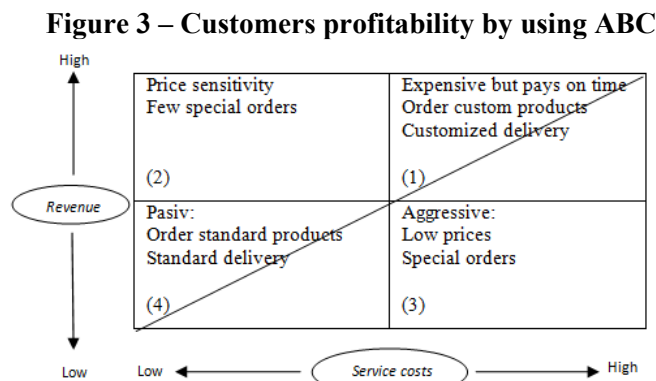 Figure 3 – Customers profitability by using ABC
High
Price sensitivity
Few special orders
(2)
Expensive but pays on time
Order custom products
Customized delivery
(1)
Revenue
Pasiv:
Order standard products
Standard delivery
(4)
Aggressive:
Low prices
Special orders
(3)
Low
Low
Service costs
High